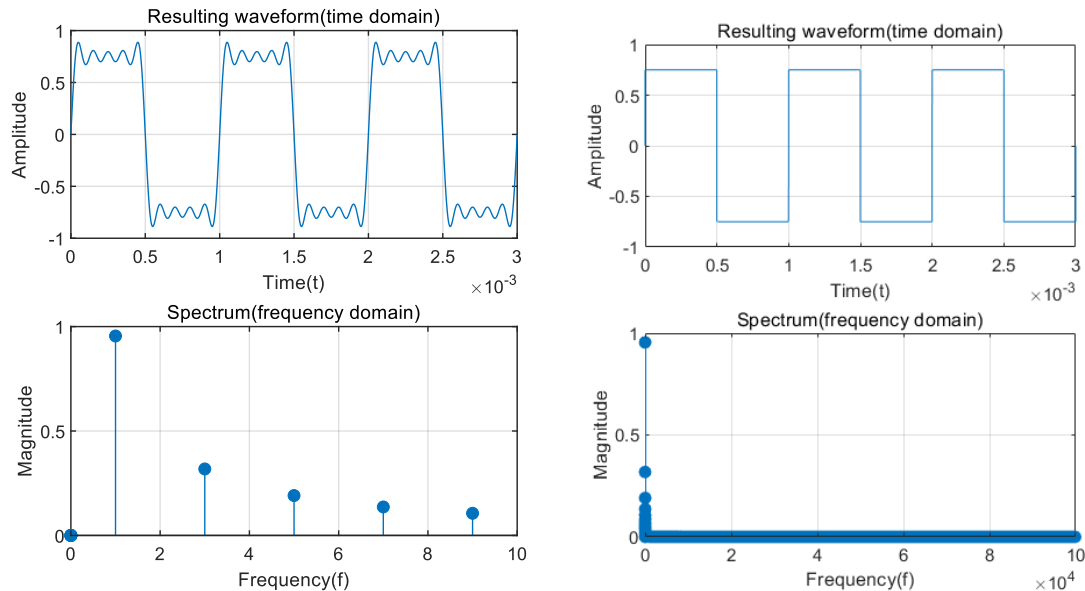 Resulting waveform(time domain)
1
0.5
0
-0.5
-1
Amplitude
0 0.5 1 1.5 2 2.5 3
Time(t)
×10⁻³
Spectrum(frequency domain)
1
0.5
0
Magnitude
0 2 4 6 8 10
Frequency(f)
Resulting waveform(time domain)
1
0.5
0
-0.5
-1
Amplitude
0 0.5 1 1.5 2 2.5 3
Time(t)
×10⁻³
Spectrum(frequency domain)
1
0.5
0
Magnitude
0 2 4 6 8 10
Frequency(f)
×10⁴